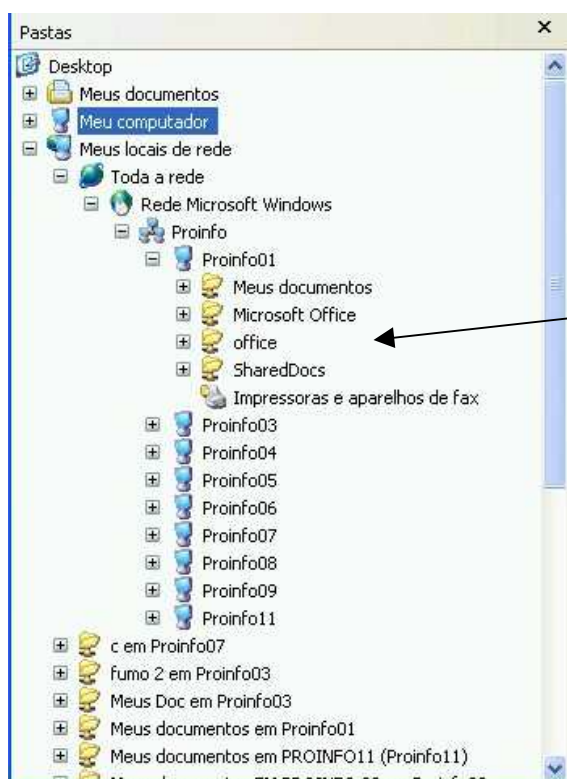 Pastas
Desktop
Meus documentos
Meu computador
Meus locais de rede
Toda a rede
Rede Microsoft Windows
Proinfo
Proinfo01
Meus documentos
Microsoft Office
office
SharedDocs
Impressoras e aparelhos de fax
Proinfo03
Proinfo04
Proinfo05
Proinfo06
Proinfo07
Proinfo08
Proinfo09
Proinfo11
c em Proinfo07
fumo 2 em Proinfo03
Meus Doc em Proinfo03
Meus documentos em Proinfo01
Meus documentos em PROINFO11 (Proinfo11)